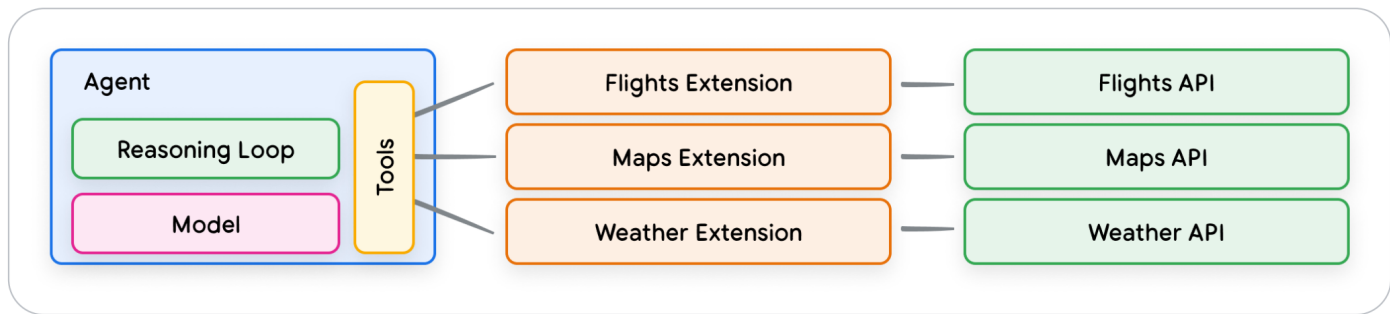 Agent
Reasoning Loop
Model
Tools
Flights Extension
Maps Extension
Weather Extension
Flights API
Maps API
Weather API